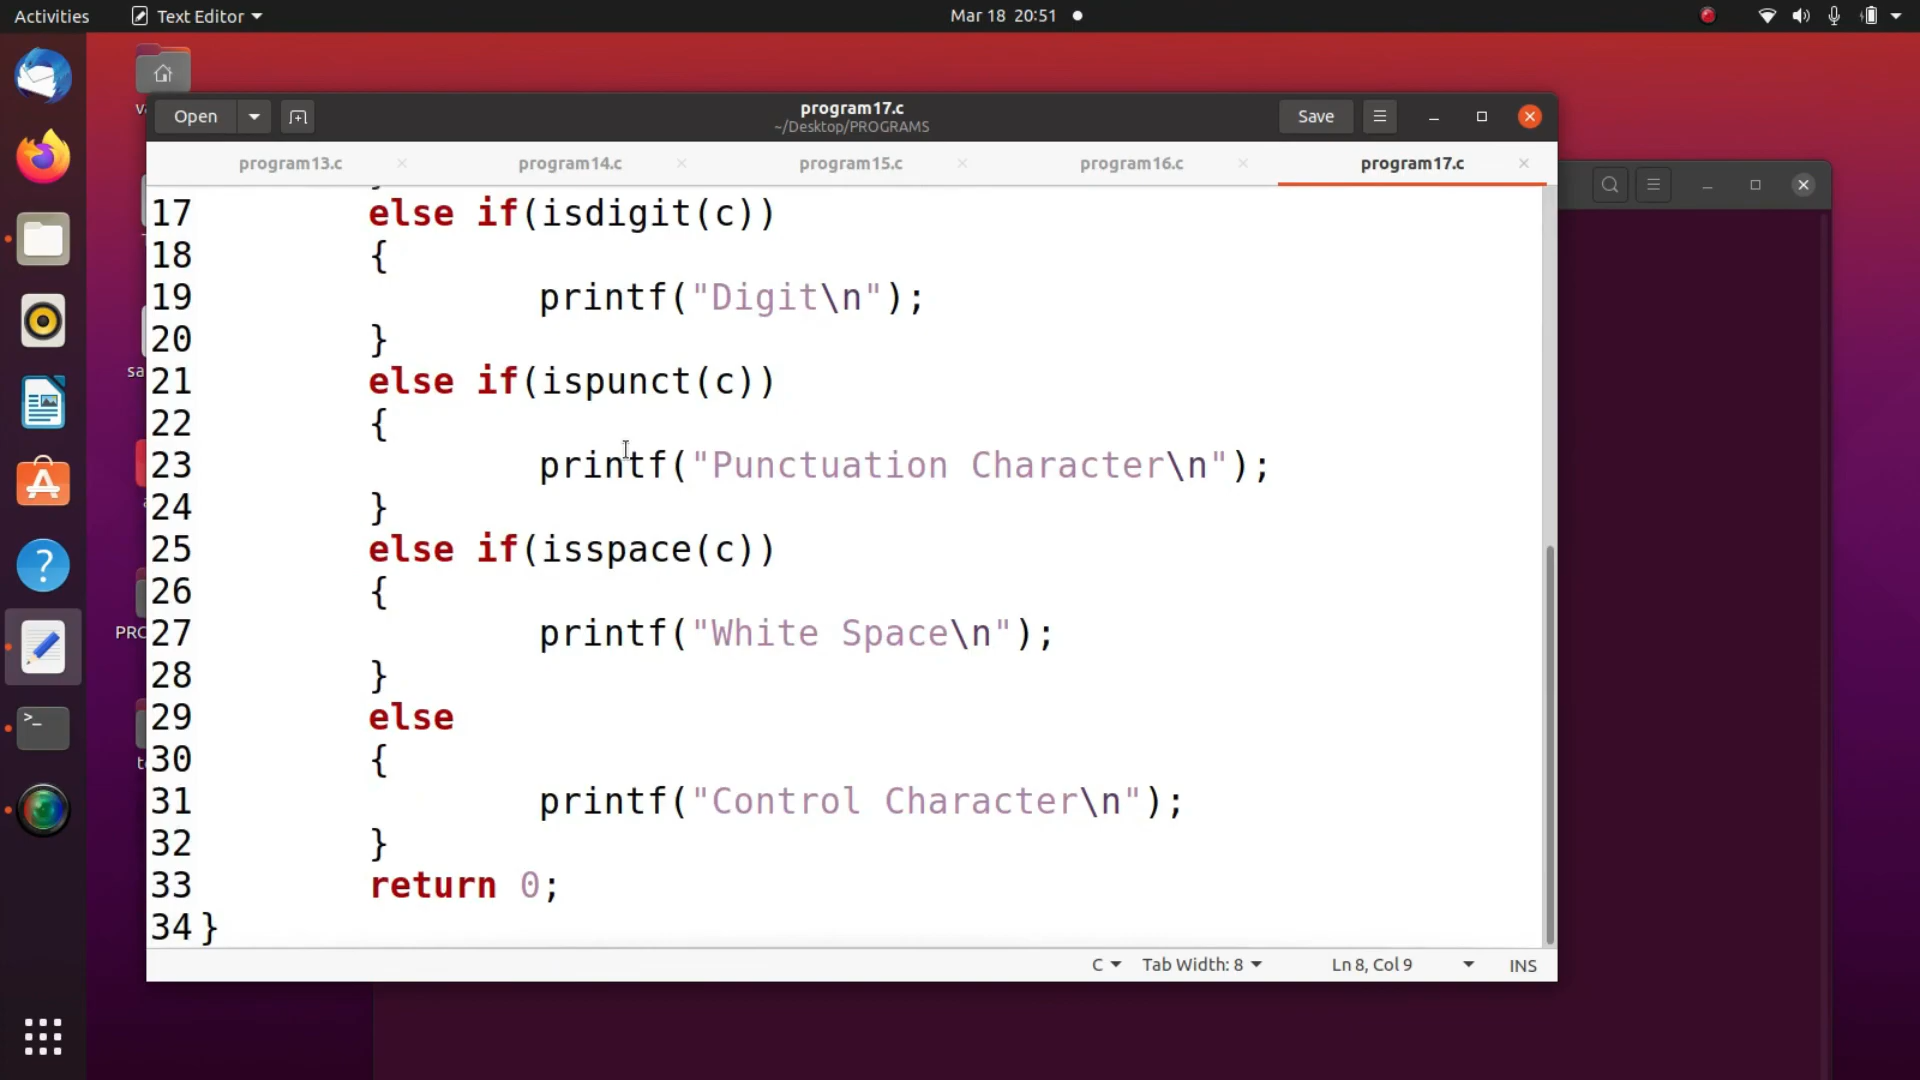 Activities Text Editor Mar 18 20:51
Open program17.c Save
~/Desktop/PROGRAMS
program13.c program14.c program15.c program16.c program17.c
17 else if(isdigit(c))
18 {
19 printf("Digit\n");
20 }
21 else if(ispunct(c))
22 {
23 printf("Punctuation Character\n");
24 }
25 else if(isspace(c))
26 {
27 printf("White Space\n");
28 }
29 else
30 {
31 printf("Control Character\n");
32 }
33 return 0;
34 }
C Tab Width: 8 Ln 8, Col 9 INS